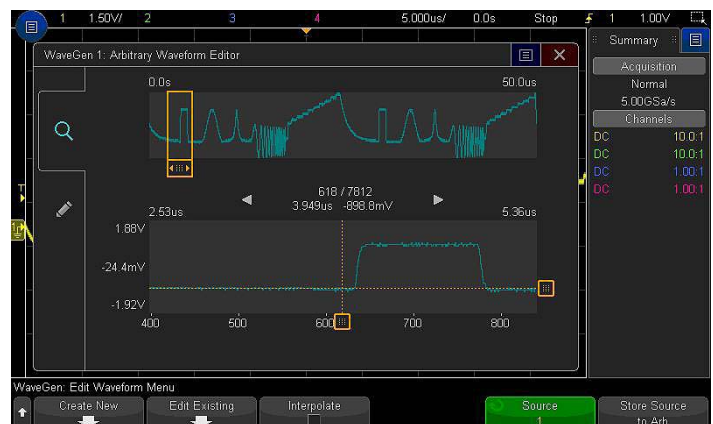 1 1.50V/ 2 3 4 5.000us/ 0.0s Stop 1 1.00V
Summary
WaveGen 1: Arbitrary Waveform Editor
Acquisition
Normal
5.00GSa/s
Channels
DC 10.0:1
DC 10.0:1
DC 1.00:1
DC 1.00:1
0.0s 50.0us
618 / 7812
3.949us -898.8mV
2.53us 5.36us
1.88V
-24.4mV
-1.92V
400 500 600 700 800
T
1
WaveGen: Edit Waveform Menu
Create New Edit Existing Interpolate Source Store Source
1 to Arb